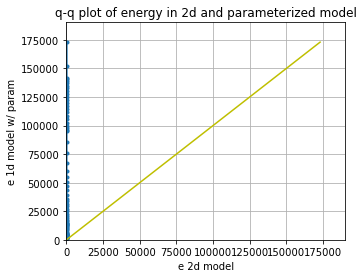 q-q plot of energy in 2d and parameterized model
175000
150000
125000
100000
75000
50000
25000
0
e 1d model w/ param
0 25000 50000 75000 100000 125000 150000 175000
e 2d model